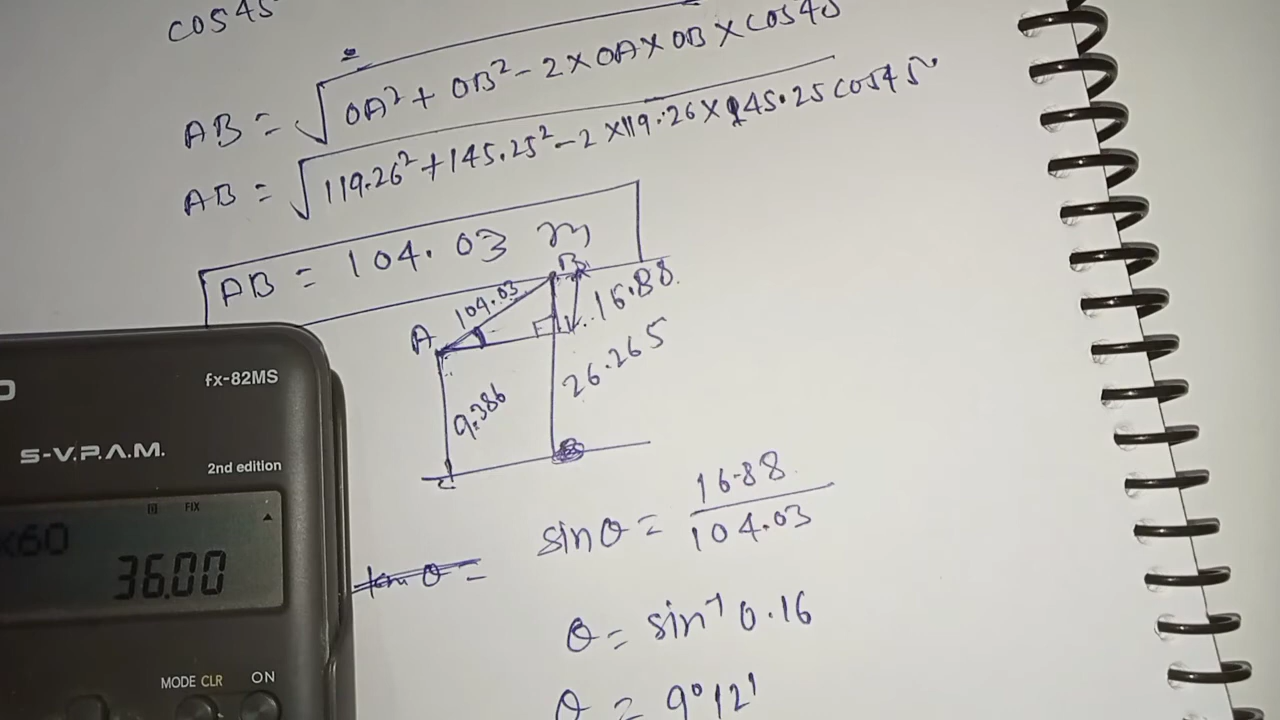 cos45
AB = √OA² + OB² - 2×OA×OB×cos45
AB = √119.26² + 145.25² - 2×119.26×145.25 cos45°
AB = 104.03 m
B
A
104.03
16.88
26.265
9.386
sinθ = 16.88 / 104.03
tan θ =
θ = sin⁻¹ 0.16
θ = 9°12'
fx-82MS
S-V.P.A.M.
2nd edition
FIX
x60
36.00
MODE CLR ON